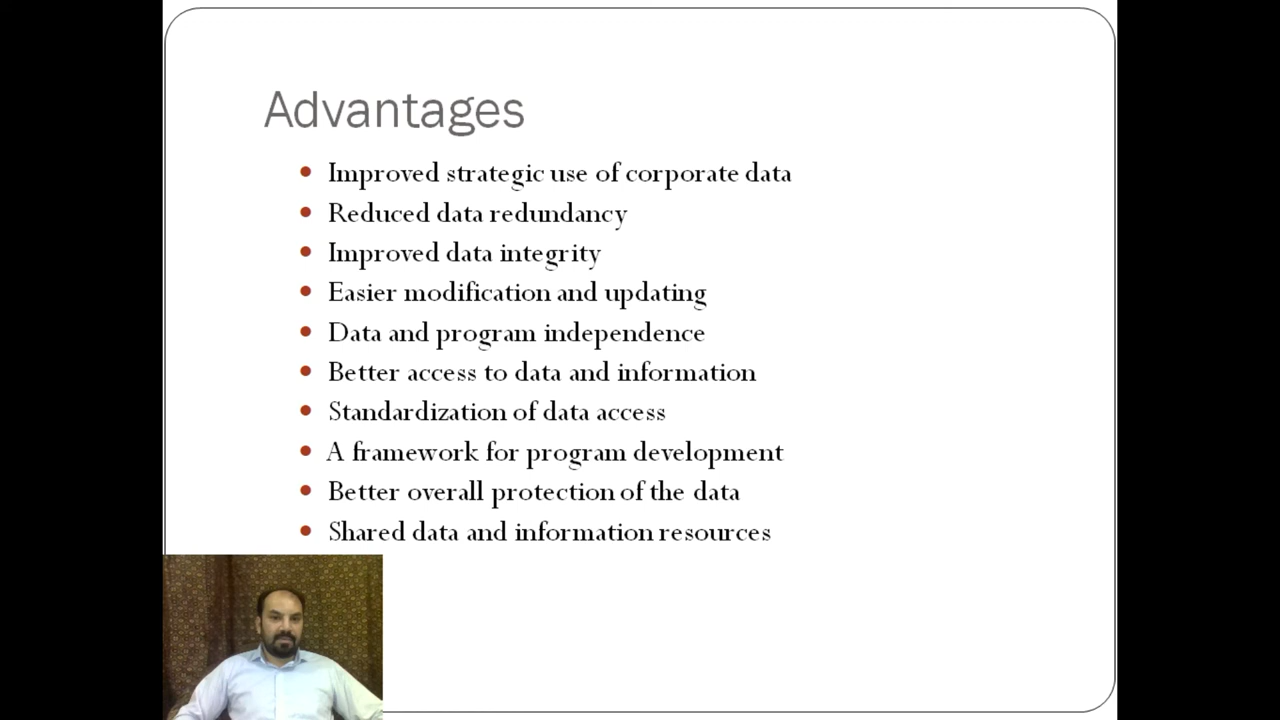 Advantages
Improved strategic use of corporate data
Reduced data redundancy
Improved data integrity
Easier modification and updating
Data and program independence
Better access to data and information
Standardization of data access
A framework for program development
Better overall protection of the data
Shared data and information resources